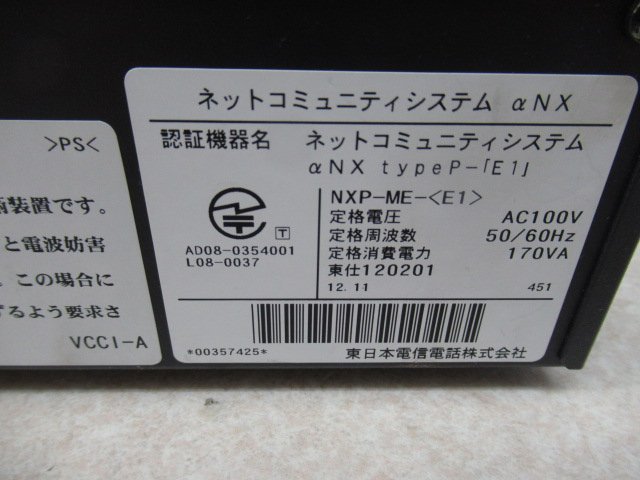 >PS<
装置です。
と電波妨害
。この場合に
ずるよう要求さ
VCCI-A
ネットコミュニティシステム αNX
認証機器名 ネットコミュニティシステム
αNX typeP-「E1」
T
AD08-0354001
L08-0037
NXP-ME-<E1>
定格電圧 AC100V
定格周波数 50/60Hz
定格消費電力 170VA
東仕120201
12.11 451
*00357425*
東日本電信電話株式会社